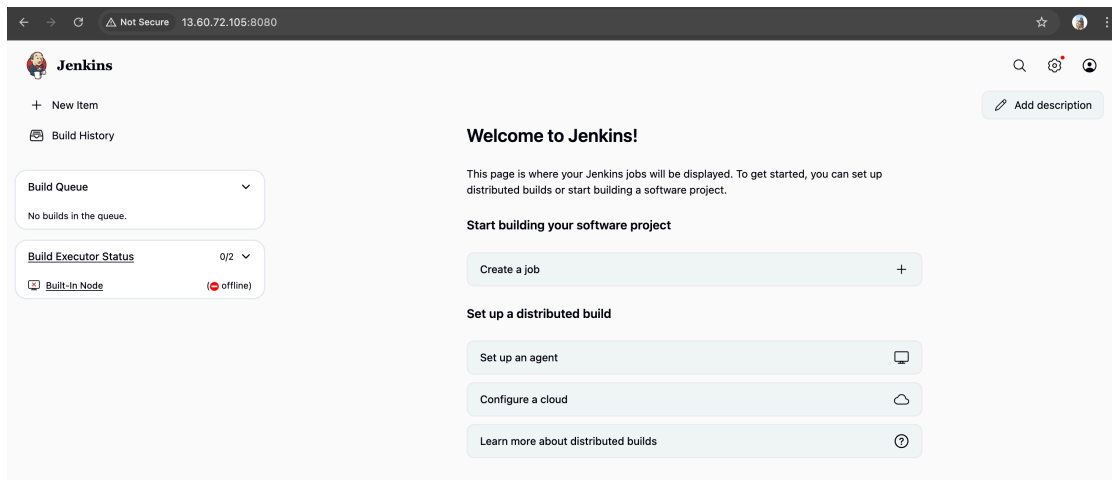 Not Secure 13.60.72.105:8080
Jenkins
New Item
Build History
Add description
Build Queue
No builds in the queue.
Build Executor Status 0/2
Built-In Node (offline)
Welcome to Jenkins!
This page is where your Jenkins jobs will be displayed. To get started, you can set up
distributed builds or start building a software project.
Start building your software project
Create a job
Set up a distributed build
Set up an agent
Configure a cloud
Learn more about distributed builds